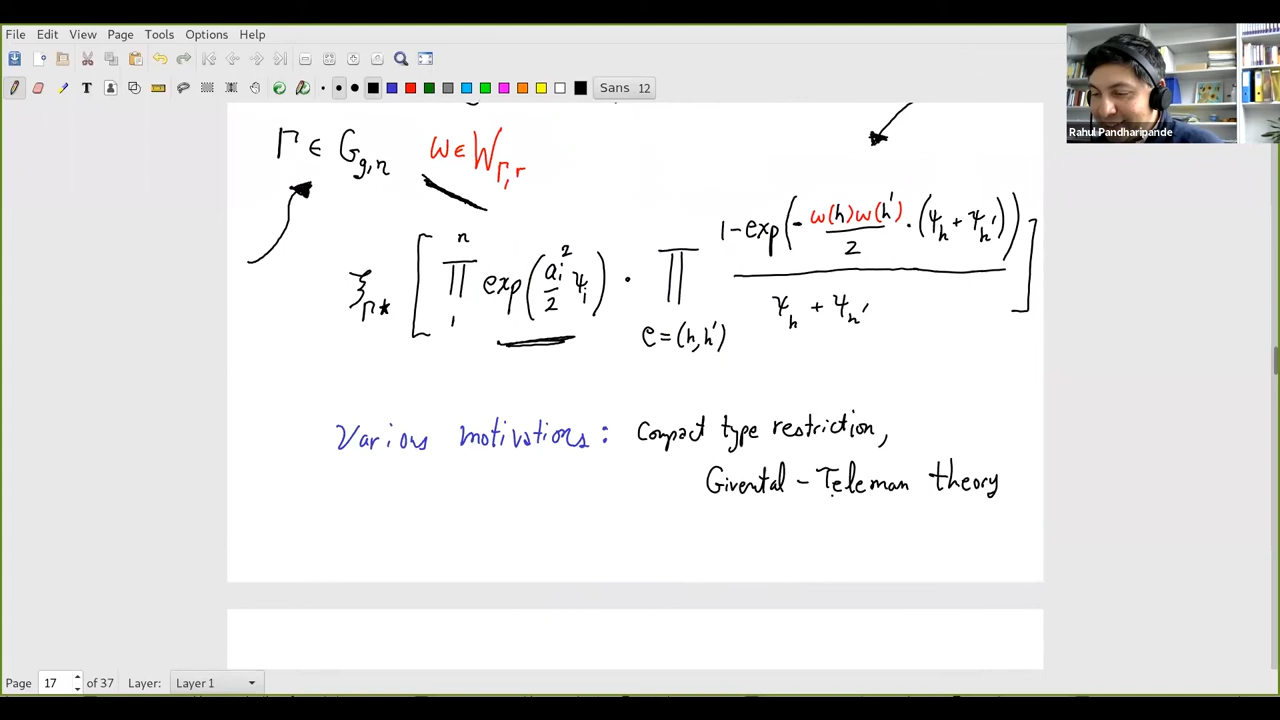 File Edit View Page Tools Options Help
Sans 12
Rahul Pandharipande
Γ ∈ G_{g,n} ω ∈ W_{Γ,r}
ξ_{Γ*} [ ∏_{1}^{n} exp(a_i^2/2 ψ_i) · ∏_{e=(h,h')} (1-exp(-ω(h)ω(h')/2 · (ψ_h + ψ_{h'})))/(ψ_h + ψ_{h'}) ]
Various motivations: Compact type restriction,
Givental - Teleman theory
Page 17 of 37 Layer: Layer 1